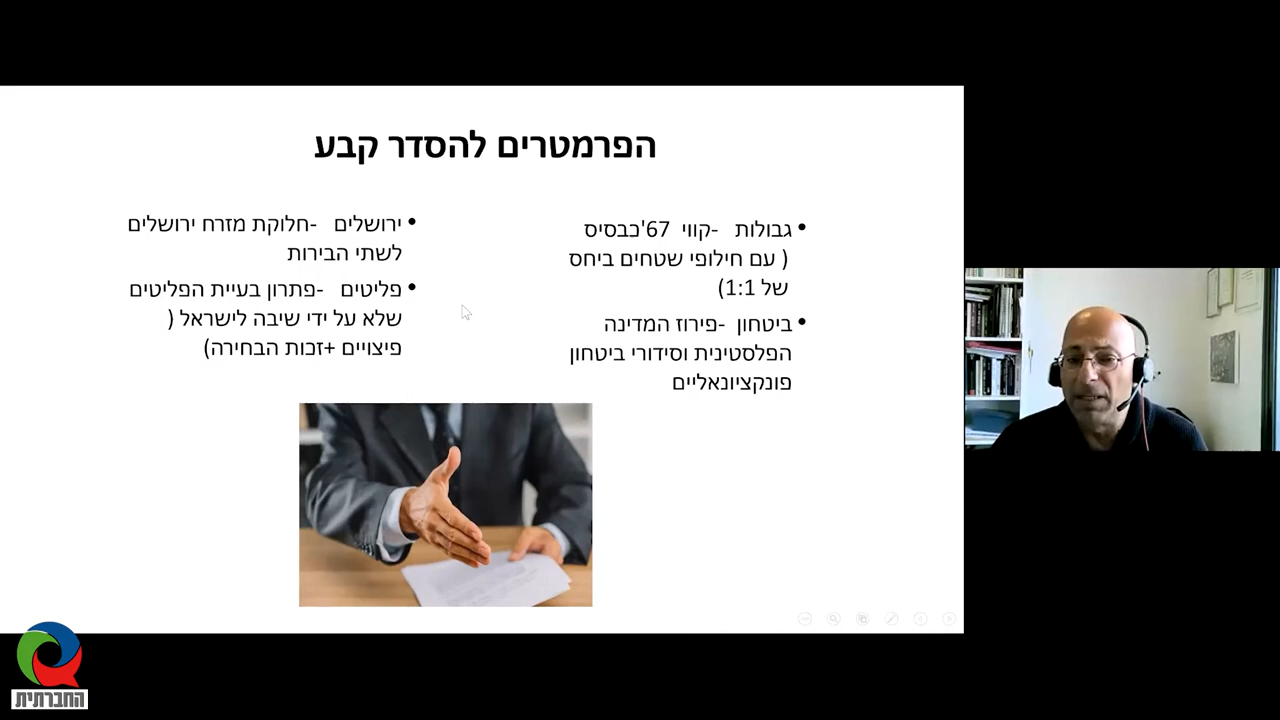 הפרמטרים להסדר קבע
• גבולות -קווי 67'כבסיס
( עם חילופי שטחים ביחס
של 1:1)
• ביטחון -פירוז המדינה
הפלסטינית וסידורי ביטחון
פונקציונאליים
• ירושלים -חלוקת מזרח ירושלים
לשתי הבירות
• פליטים -פתרון בעיית הפליטים
שלא על ידי שיבה לישראל (
פיצויים +זכות הבחירה)
החברתית